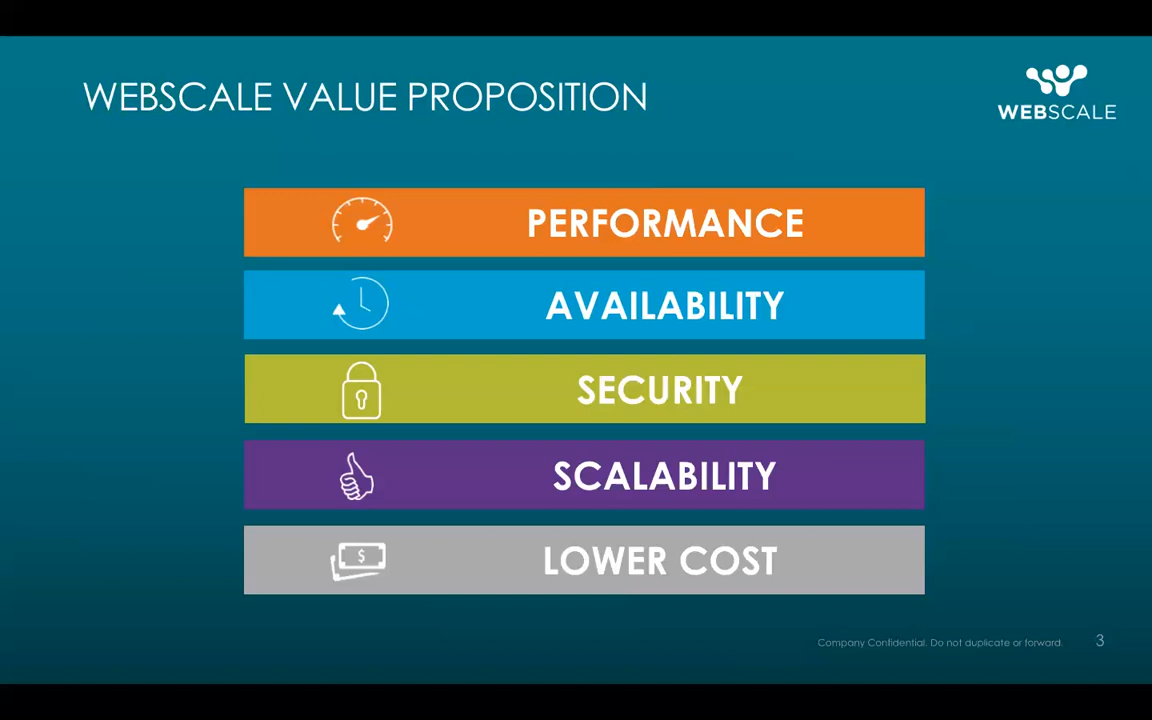 WEBSCALE VALUE PROPOSITION
WEBSCALE
PERFORMANCE
AVAILABILITY
SECURITY
SCALABILITY
$
LOWER COST
Company Confidential. Do not duplicate or forward.
3